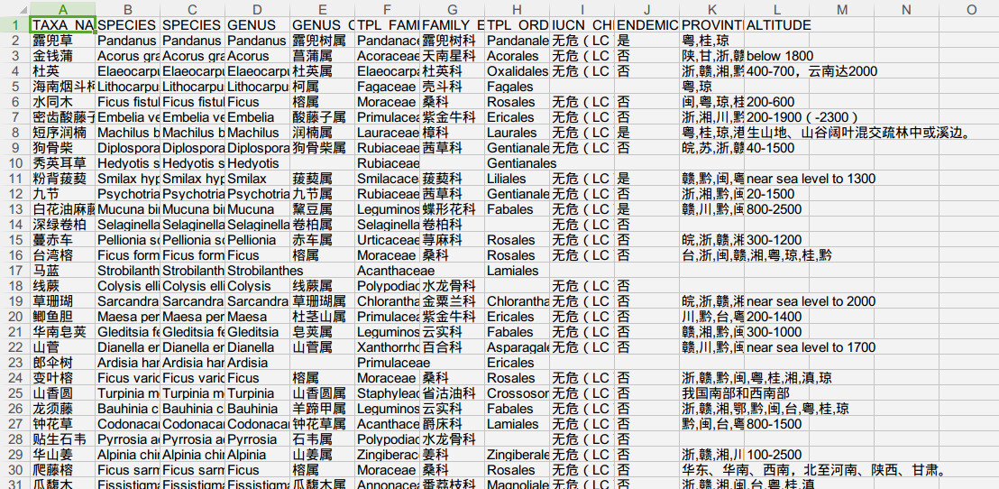 A B C D E F G H I J K L M N O
1 TAXA_NA SPECIES SPECIES GENUS GENUS_C TPL_FAMI FAMILY_E TPL_ORD IUCN_CH ENDEMIC PROVINT ALTITUDE
2 露兜草 Pandanus Pandanus Pandanus 露兜树属 Pandanace 露兜树科 Pandanale 无危（LC 是 粤,桂,琼
3 金钱蒲 Acorus gra Acorus gra Acorus 菖蒲属 Acoraceae 天南星科 Acorales 无危（LC 否 陕,甘,浙,赣 below 1800
4 杜英 Elaeocarpu Elaeocarpu Elaeocarpu 杜英属 Elaeocarpa 杜英科 Oxalidales 无危（LC 否 浙,赣,湘,黔 400-700，云南达2000
5 海南烟斗柯 Lithocarpus Lithocarpus Lithocarpus 柯属 Fagaceae 壳斗科 Fagales 粤,琼
6 水同木 Ficus fistul Ficus fistul Ficus 榕属 Moraceae 桑科 Rosales 无危（LC 否 闽,粤,琼,桂 200-600
7 密齿酸藤子 Embelia ve Embelia ve Embelia 酸藤子属 Primulacea 紫金牛科 Ericales 无危（LC 否 浙,湘,川,黔 200-1900（-2300）
8 短序润楠 Machilus b Machilus b Machilus 润楠属 Lauraceae 樟科 Laurales 无危（LC 是 粤,桂,琼,港 生山地、山谷阔叶混交疏林中或溪边。
9 狗骨柴 Diplospora Diplospora Diplospora 狗骨柴属 Rubiaceae 茜草科 Gentianale 无危（LC 否 皖,苏,浙,赣 40-1500
10 秀英耳草 Hedyotis s Hedyotis s Hedyotis Rubiaceae Gentianales
11 粉背菝葜 Smilax hyp Smilax hyp Smilax 菝葜属 Smilacacea 菝葜科 Liliales 无危（LC 是 赣,黔,闽,粤 near sea level to 1300
12 九节 Psychotria Psychotria Psychotria 九节属 Rubiaceae 茜草科 Gentianale 无危（LC 否 浙,湘,黔,闽 20-1500
13 白花油麻藤 Mucuna bi Mucuna bi Mucuna 黧豆属 Leguminos 蝶形花科 Fabales 无危（LC 是 赣,川,黔,闽 800-2500
14 深绿卷柏 Selaginella Selaginella Selaginella 卷柏属 Selaginella 卷柏科 无危（LC 否
15 蔓赤车 Pellionia sc Pellionia sc Pellionia 赤车属 Urticaceae 荨麻科 Rosales 无危（LC 否 皖,浙,赣,湘 300-1200
16 台湾榕 Ficus form Ficus form Ficus 榕属 Moraceae 桑科 Rosales 无危（LC 否 台,浙,闽,赣,湘,粤,琼,桂,黔
17 马蓝 Strobilanth Strobilanth Strobilanthes Acanthaceae Lamiales
18 线蕨 Colysis elli Colysis elli Colysis 线蕨属 Polypodiac 水龙骨科 无危（LC 否
19 草珊瑚 Sarcandra Sarcandra Sarcandra 草珊瑚属 Chlorantha 金粟兰科 Chlorantha 无危（LC 否 皖,浙,赣,湘 near sea level to 2000
20 鲫鱼胆 Maesa per Maesa per Maesa 杜茎山属 Primulacea 紫金牛科 Ericales 无危（LC 否 川,黔,台,粤 200-1400
21 华南皂荚 Gleditsia fe Gleditsia fe Gleditsia 皂荚属 Leguminos 云实科 Fabales 无危（LC 否 赣,湘,闽,粤 300-1000
22 山菅 Dianella en Dianella en Dianella 山菅属 Xanthorrho 百合科 Asparagale 无危（LC 否 赣,川,黔,闽 near sea level to 1700
23 郎伞树 Ardisia har Ardisia har Ardisia Primulaceae Ericales
24 变叶榕 Ficus varic Ficus varic Ficus 榕属 Moraceae 桑科 Rosales 无危（LC 否 浙,赣,黔,闽,粤,桂,湘,滇,琼
25 山香圆 Turpinia m Turpinia m Turpinia 山香圆属 Staphyleac 省沽油科 Crossosor 无危（LC 否 我国南部和西南部
26 龙须藤 Bauhinia c Bauhinia c Bauhinia 羊蹄甲属 Leguminos 云实科 Fabales 无危（LC 否 浙,赣,湘,鄂,黔,闽,台,粤,桂,琼
27 钟花草 Codonacar Codonacar Codonacar 钟花草属 Acanthace 爵床科 Lamiales 无危（LC 否 黔,闽,台,粤 800-1500
28 贴生石韦 Pyrrosia ac Pyrrosia ac Pyrrosia 石韦属 Polypodiac 水龙骨科 无危（LC 否
29 华山姜 Alpinia chir Alpinia chir Alpinia 山姜属 Zingiberac 姜科 Zingiberale 无危（LC 否 浙,赣,湘,川 100-2500
30 爬藤榕 Ficus sarm Ficus sarm Ficus 榕属 Moraceae 桑科 Rosales 无危（LC 否 华东、华南、西南，北至河南、陕西、甘肃。
31 瓜馥木 Fissistigma Fissistigma Fissistigma 瓜馥木属 Annonacea 番荔枝科 Magnoliale 无危（LC 否 浙,赣,湘,闽,台,粤,桂,滇